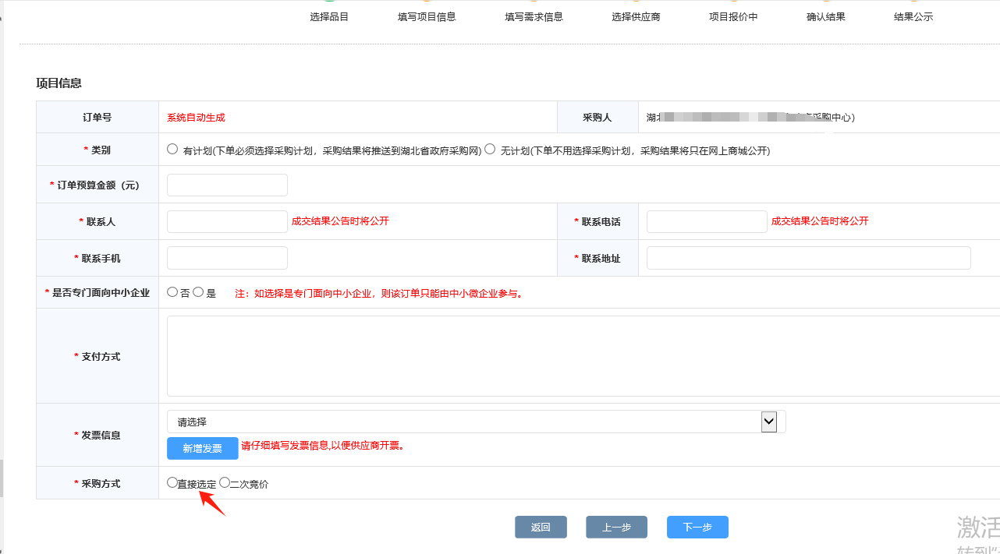 选择品目 填写项目信息 填写需求信息 选择供应商 项目报价中 确认结果 结果公示
项目信息
订单号 系统自动生成 采购人 湖北 采购中心)
* 类别 有计划(下单必须选择采购计划，采购结果将推送到湖北省政府采购网) 无计划(下单不用选择采购计划，采购结果将只在网上商城公开)
* 订单预算金额（元）
* 联系人 成交结果公告时将公开 * 联系电话 成交结果公告时将公开
* 联系手机 * 联系地址
* 是否专门面向中小企业 否 是 注：如选择是专门面向中小企业，则该订单只能由中小微企业参与。
* 支付方式
* 发票信息 请选择
新增发票 请仔细填写发票信息,以便供应商开票。
* 采购方式 直接选定 二次竞价
返回 上一步 下一步
激活
转到"